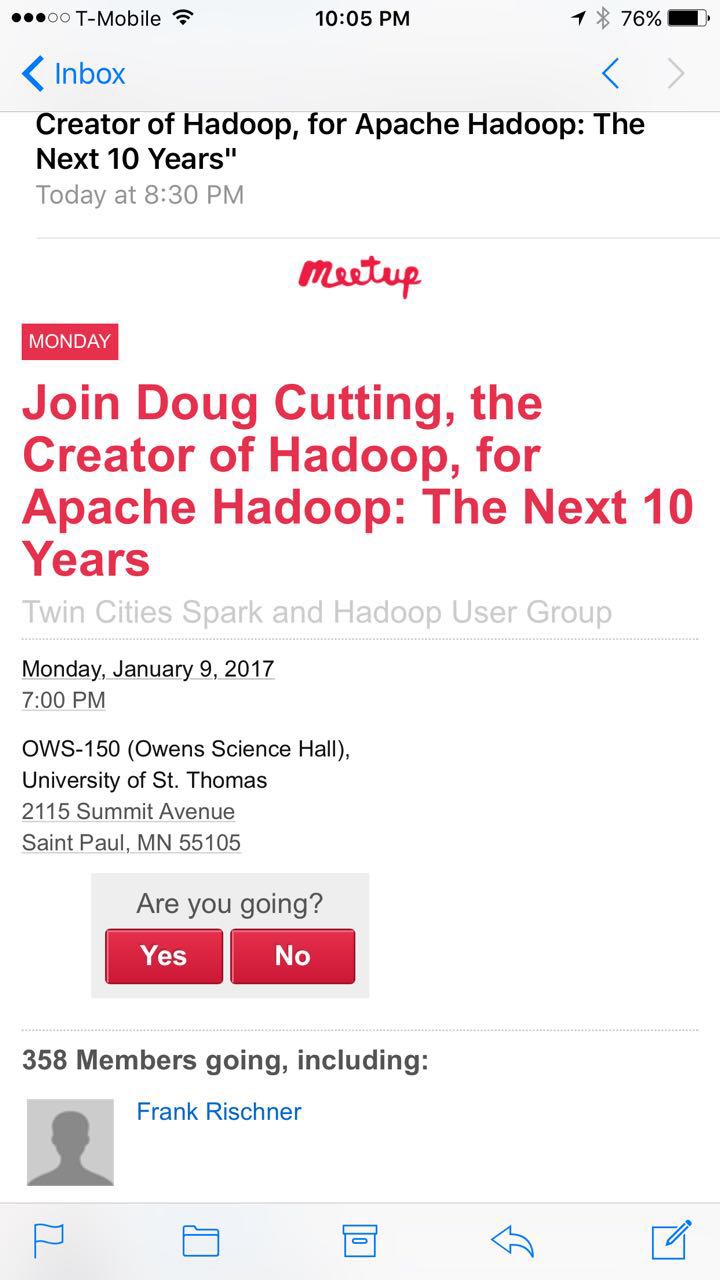 T-Mobile 10:05 PM 76%
Inbox
Creator of Hadoop, for Apache Hadoop: The
Next 10 Years"
Today at 8:30 PM
meetup
MONDAY
Join Doug Cutting, the
Creator of Hadoop, for
Apache Hadoop: The Next 10
Years
Twin Cities Spark and Hadoop User Group
Monday, January 9, 2017
7:00 PM
OWS-150 (Owens Science Hall),
University of St. Thomas
2115 Summit Avenue
Saint Paul, MN 55105
Are you going?
Yes No
358 Members going, including:
Frank Rischner